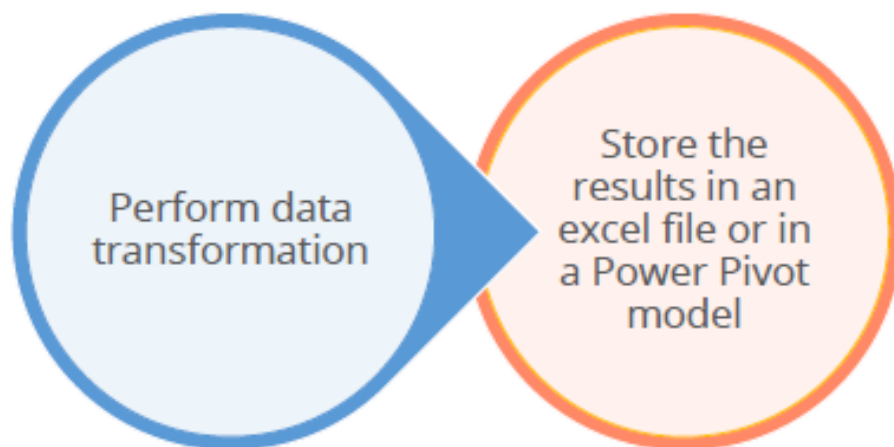 Perform data
transformation
Store the
results in an
excel file or in
a Power Pivot
model